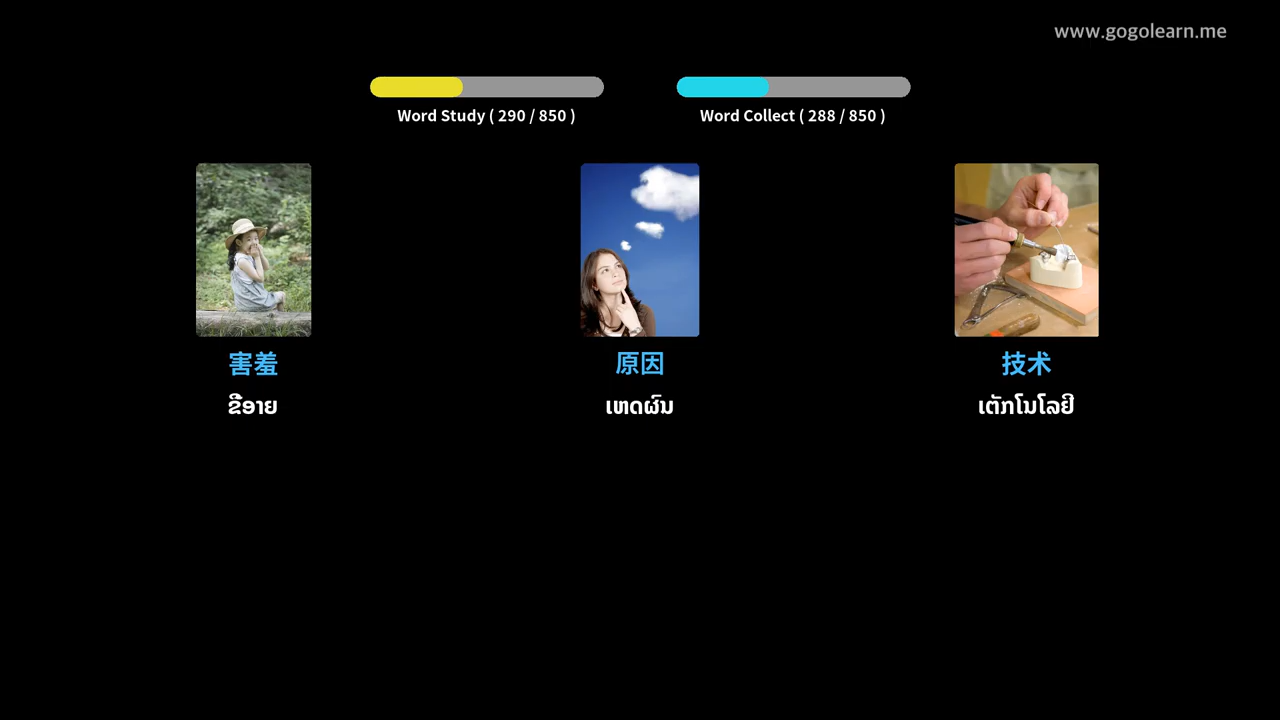 www.gogolearn.me
Word Study ( 290 / 850 )
Word Collect ( 288 / 850 )
害羞
原因
技术
ຂີ້ອາຍ
ເຫດຜົນ
ເຕັກໂນໂລຢີ